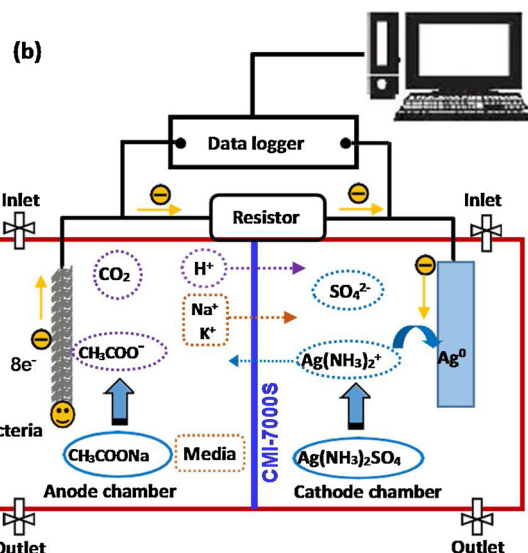 (b)
Data logger
Inlet
Resistor
Inlet
CO₂
H⁺
SO₄²⁻
Na⁺
K⁺
8e⁻
CH₃COO⁻
Ag(NH₃)₂⁺
Ag⁰
cteria
CH₃COONa
Media
CMI-7000S
Ag(NH₃)₂SO₄
Anode chamber
Cathode chamber
Outlet
Outlet